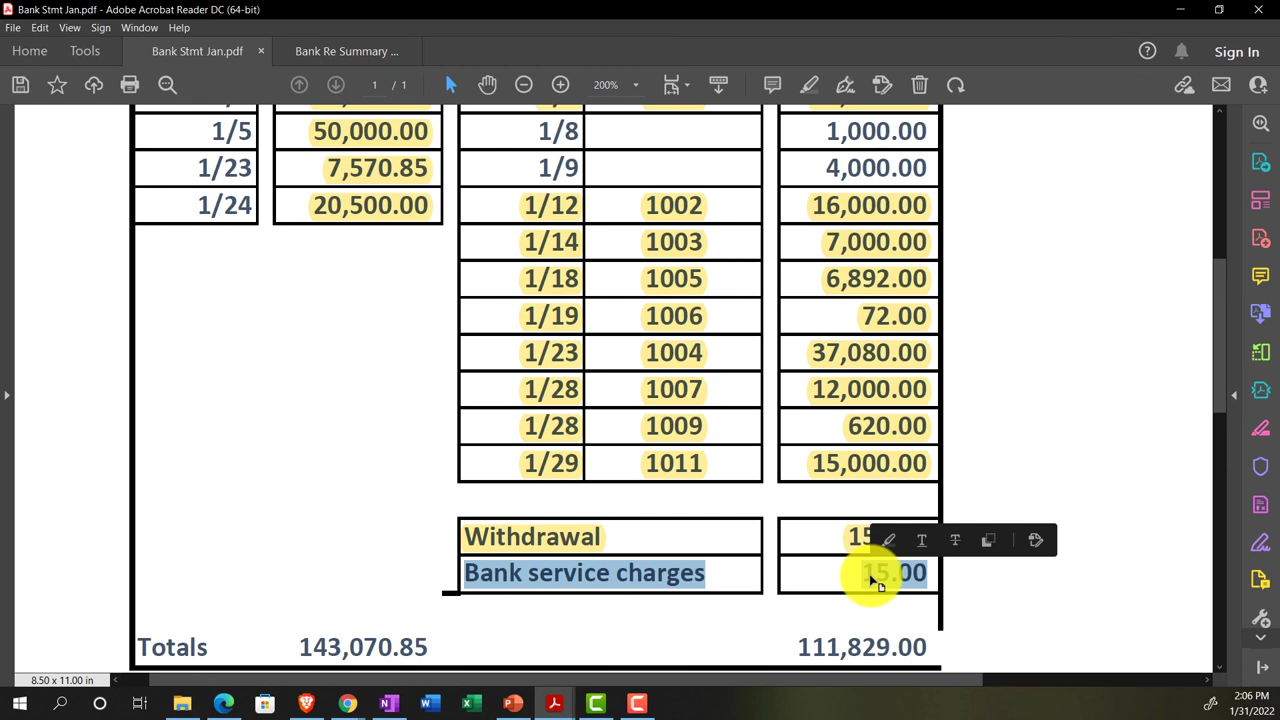 Bank Stmt Jan.pdf - Adobe Acrobat Reader DC (64-bit)
File Edit View Sign Window Help
Home Tools Bank Stmt Jan.pdf × Bank Re Summary ... Sign In
1 / 1 200%
1/5 50,000.00 1/8 1,000.00
1/23 7,570.85 1/9 4,000.00
1/24 20,500.00 1/12 1002 16,000.00
1/14 1003 7,000.00
1/18 1005 6,892.00
1/19 1006 72.00
1/23 1004 37,080.00
1/28 1007 12,000.00
1/28 1009 620.00
1/29 1011 15,000.00
Withdrawal
Bank service charges 15.00
Totals 143,070.85 111,829.00
8.50 x 11.00 in
2:06 PM
1/31/2022